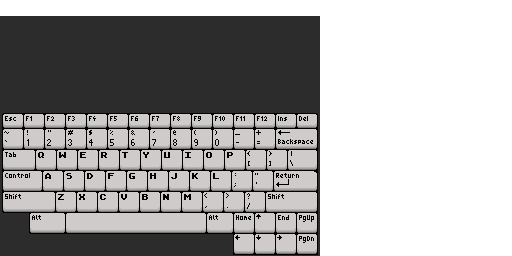 Esc F1 F2 F3 F4 F5 F6 F7 F8 F9 F10 F11 F12 Ins Del
~ ! " # $ % & ' @ ( ) _ + ←
` 1 2 3 4 5 6 7 8 9 0 - = Backspace
Tab Q W E R T Y U I O P { } |
[ ] \
Control A S D F G H J K L : " Return
; '
Shift Z X C V B N M < > ? Shift
, . /
Alt Alt Home ↑ End PgUp
← ↓ → PgDn